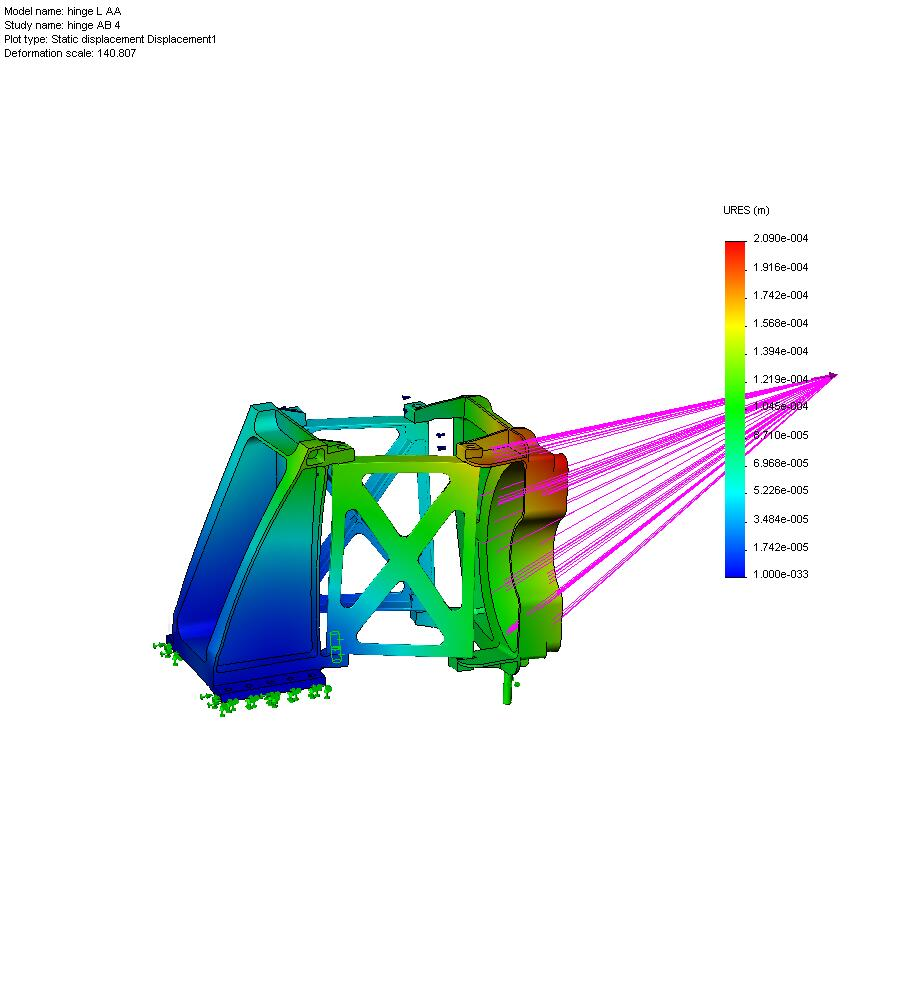 Model name: hinge L AA
Study name: hinge AB 4
Plot type: Static displacement Displacement1
Deformation scale: 140.807
URES (m)
2.090e-004
1.916e-004
1.742e-004
1.568e-004
1.394e-004
1.219e-004
1.045e-004
8.710e-005
6.968e-005
5.226e-005
3.484e-005
1.742e-005
1.000e-033